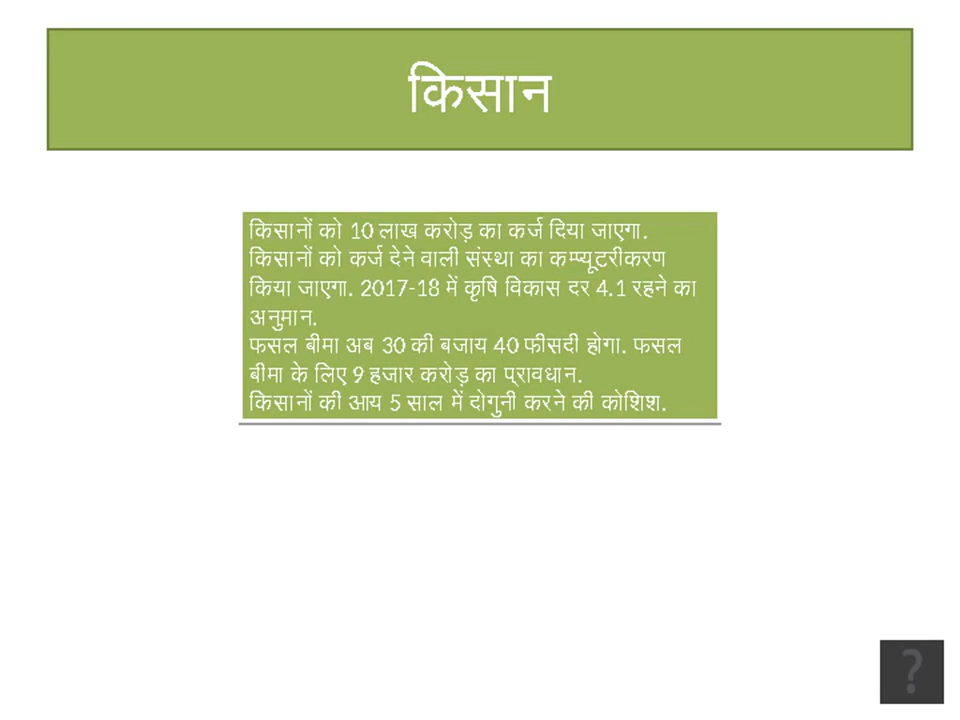 किसान
किसानों को 10 लाख करोड़ का कर्ज दिया जाएगा.
किसानों को कर्ज देने वाली संस्था का कम्प्यूटरीकरण
किया जाएगा. 2017-18 में कृषि विकास दर 4.1 रहने का
अनुमान.
फसल बीमा अब 30 की बजाय 40 फीसदी होगा. फसल
बीमा के लिए 9 हजार करोड़ का प्रावधान.
किसानों की आय 5 साल में दोगुनी करने की कोशिश.
?